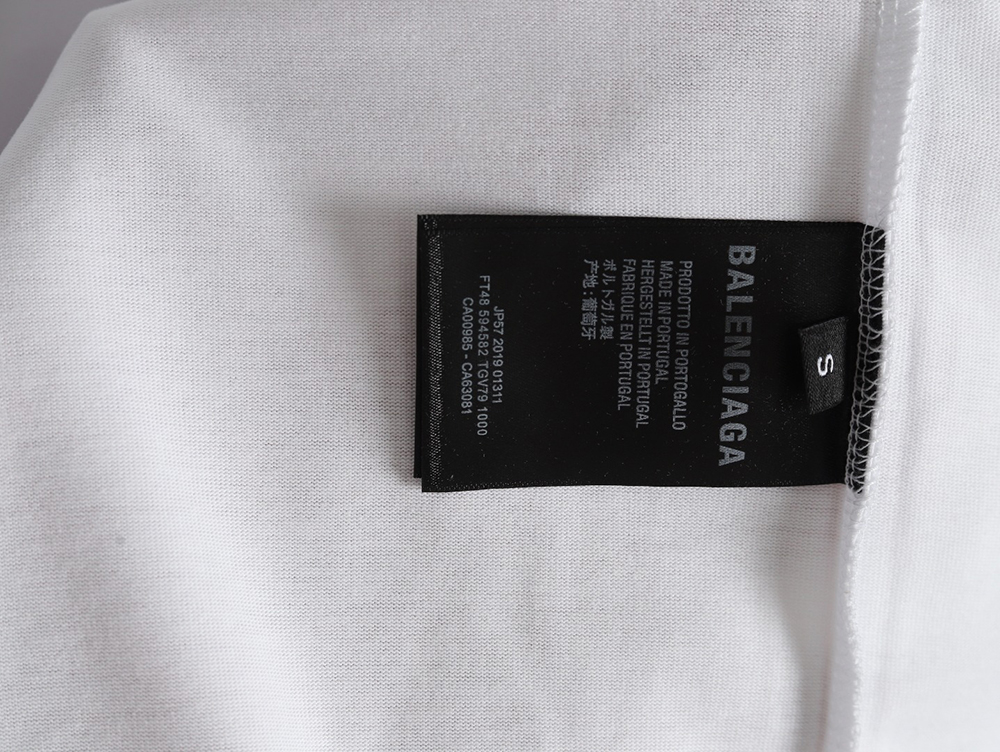 S
BALENCIAGA
PRODOTTO IN PORTOGALLO
MADE IN PORTUGAL
HERGESTELLT IN PORTUGAL
FABRIQUE EN PORTUGAL
ポルトガル製
产地:葡萄牙
JP57 2019 01311
FT48 594582 TGV79 1000
CA00985 - CA63081